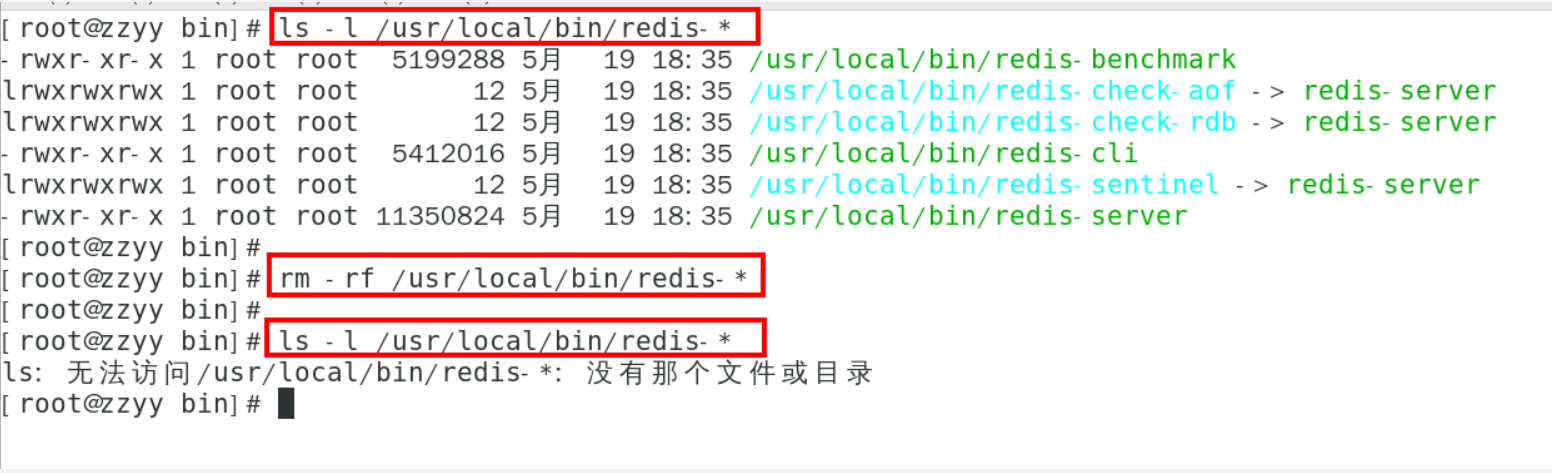 [root@zzyy bin]# ls -l /usr/local/bin/redis-*
-rwxr-xr-x 1 root root  5199288 5月  19 18:35 /usr/local/bin/redis-benchmark
lrwxrwxrwx 1 root root       12 5月  19 18:35 /usr/local/bin/redis-check-aof -> redis-server
lrwxrwxrwx 1 root root       12 5月  19 18:35 /usr/local/bin/redis-check-rdb -> redis-server
-rwxr-xr-x 1 root root  5412016 5月  19 18:35 /usr/local/bin/redis-cli
lrwxrwxrwx 1 root root       12 5月  19 18:35 /usr/local/bin/redis-sentinel -> redis-server
-rwxr-xr-x 1 root root 11350824 5月  19 18:35 /usr/local/bin/redis-server
[root@zzyy bin]#
[root@zzyy bin]# rm -rf /usr/local/bin/redis-*
[root@zzyy bin]#
[root@zzyy bin]# ls -l /usr/local/bin/redis-*
ls: 无法访问/usr/local/bin/redis-*: 没有那个文件或目录
[root@zzyy bin]#